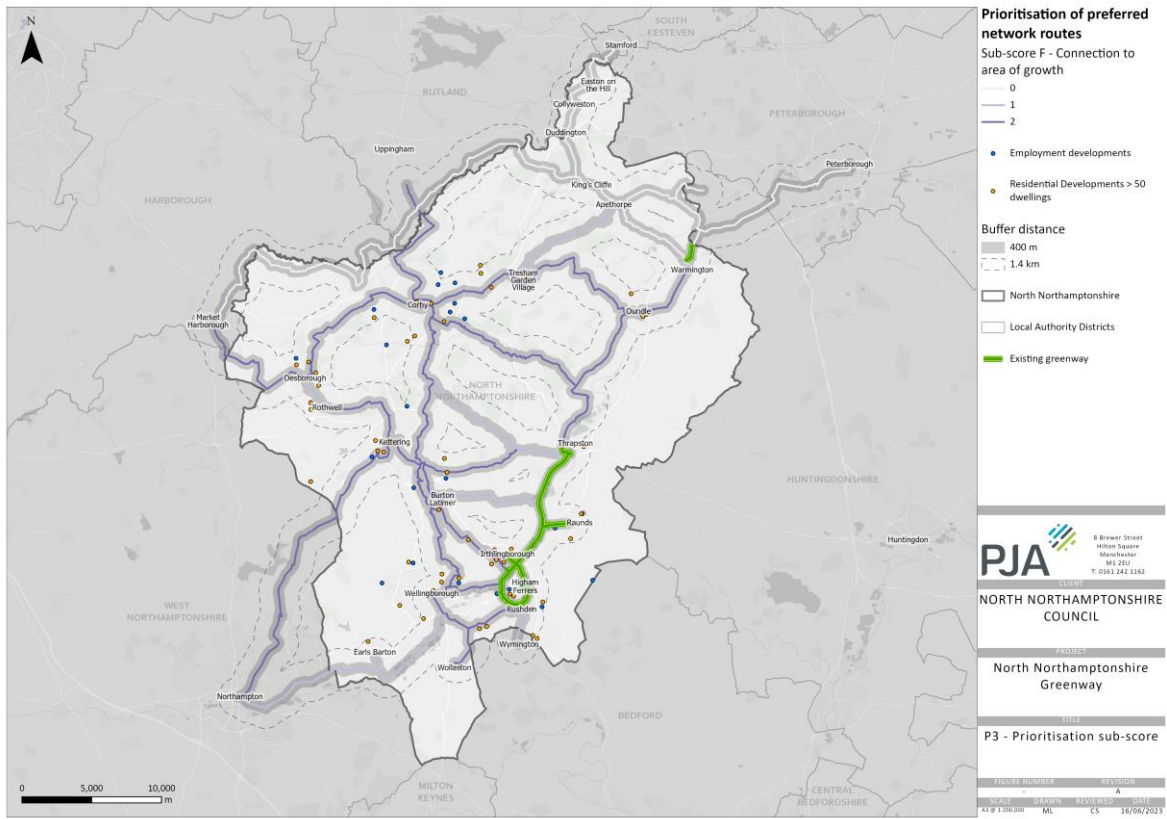 N
SOUTH
KESTEVEN
Stamford
Easton on
the Hill
Collyweston
RUTLAND
PETERBOROUGH
Duddington
Uppingham
Peterborough
King's Cliffe
HARBOROUGH
Apethorpe
Warmington
Tresham
Garden
Village
Corby
Oundle
Market
Harborough
Desborough
NORTH
NORTHAMPTONSHIRE
Rothwell
Kettering
Thrapston
HUNTINGDONSHIRE
Burton
Latimer
Raunds
Huntingdon
Irthlingborough
Higham
Ferrers
Wellingborough
Rushden
WEST
NORTHAMPTONSHIRE
Wymington
Earls Barton
Wollaston
Northampton
BEDFORD
MILTON
KEYNES
CENTRAL
BEDFORDSHIRE
0 5,000 10,000
m
Prioritisation of preferred
network routes
Sub-score F - Connection to
area of growth
0
1
2
Employment developments
Residential Developments > 50
dwellings
Buffer distance
400 m
1.4 km
North Northamptonshire
Local Authority Districts
Existing greenway
PJA
8 Brewer Street
Hilton Square
Manchester
M1 2EU
T: 0161 242 1162
CLIENT
NORTH NORTHAMPTONSHIRE
COUNCIL
PROJECT
North Northamptonshire
Greenway
TITLE
P3 - Prioritisation sub-score
FIGURE NUMBER REVISION
- A
SCALE DRAWN REVIEWED DATE
A3 @ 1:200,000 ML CS 16/06/2023